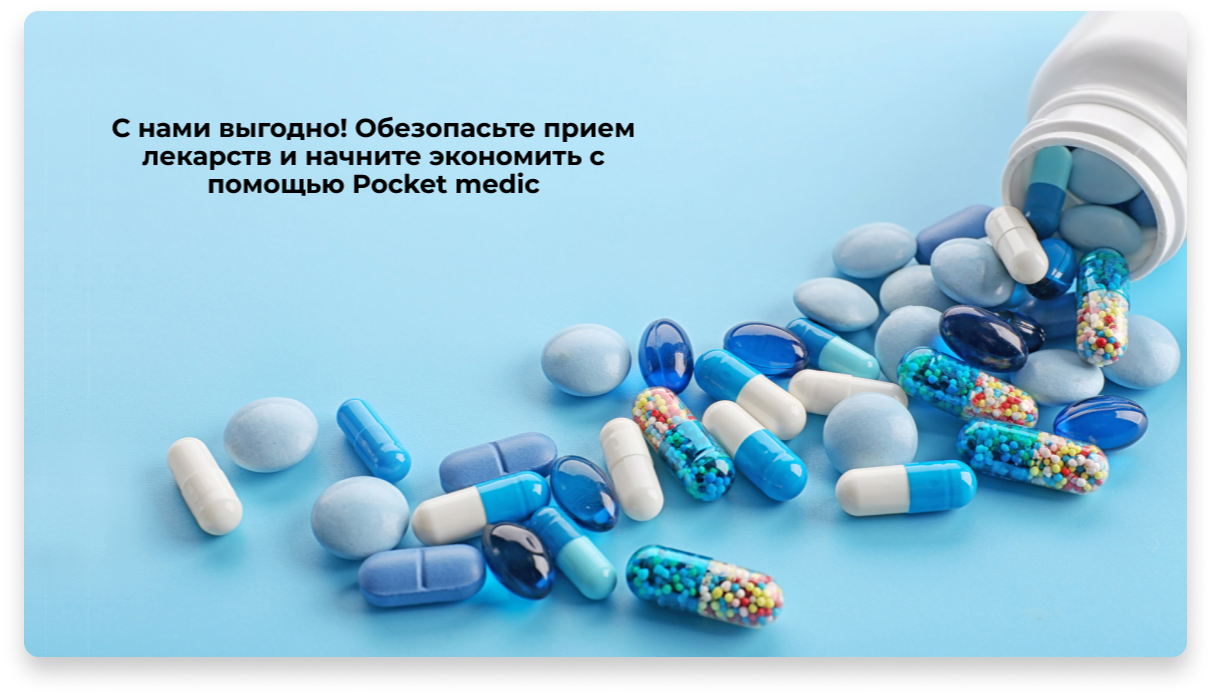 С нами выгодно! Обезопасьте прием
лекарств и начните экономить с
помощью Pocket medic